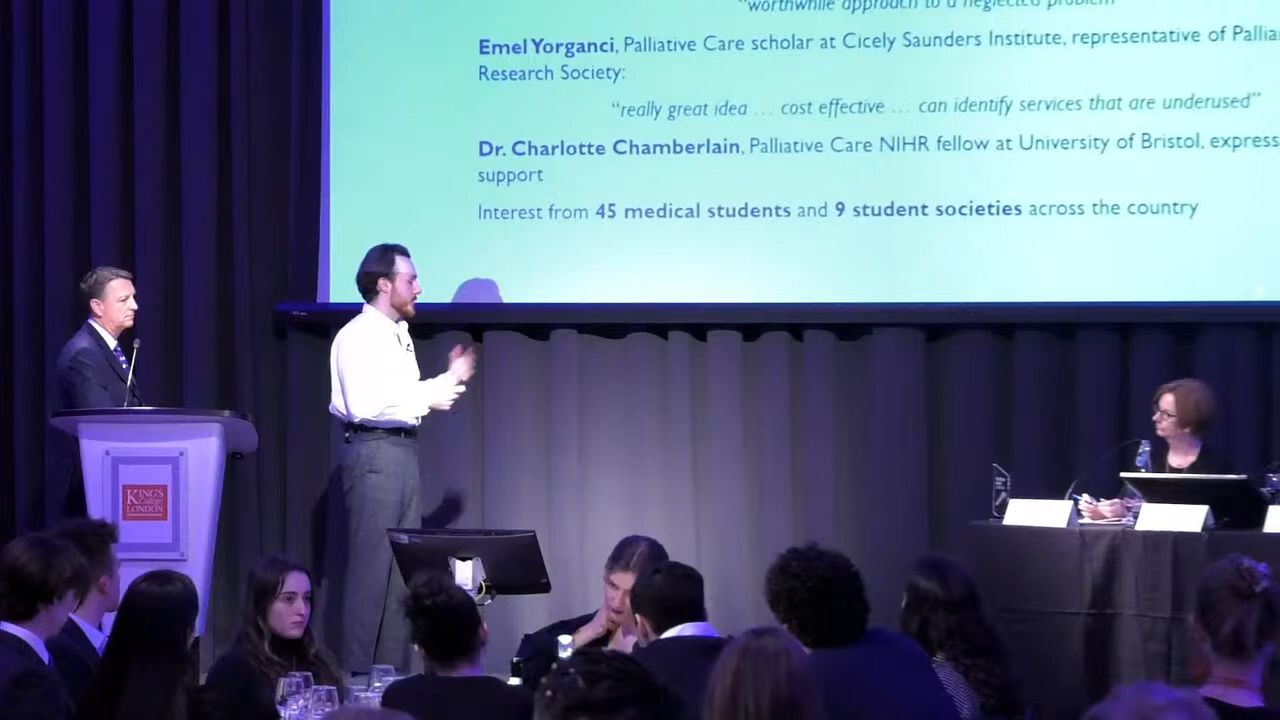 "worthwhile approach to a neglected problem"
Emel Yorganci, Palliative Care scholar at Cicely Saunders Institute, representative of
Research Society:
"really great idea ... cost effective ... can identify services that are underused"
Dr. Charlotte Chamberlain, Palliative Care NIHR fellow at University of Bristol, express
support
Interest from 45 medical students and 9 student societies across the country
KING'S
College
LONDON